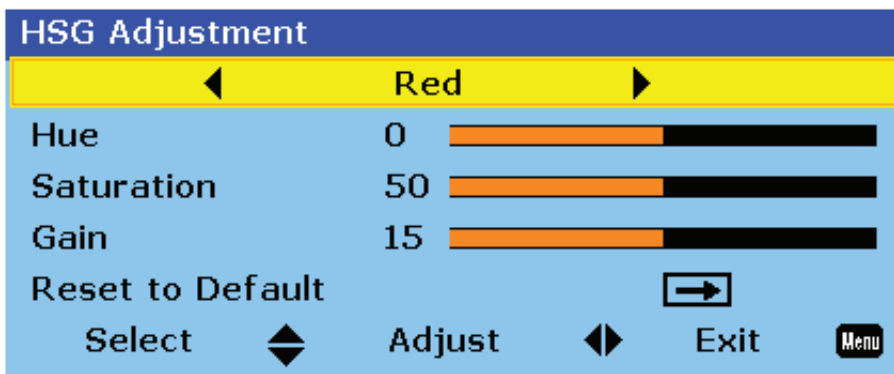 HSG Adjustment
Red
Hue 0
Saturation 50
Gain 15
Reset to Default
Select Adjust Exit Menu